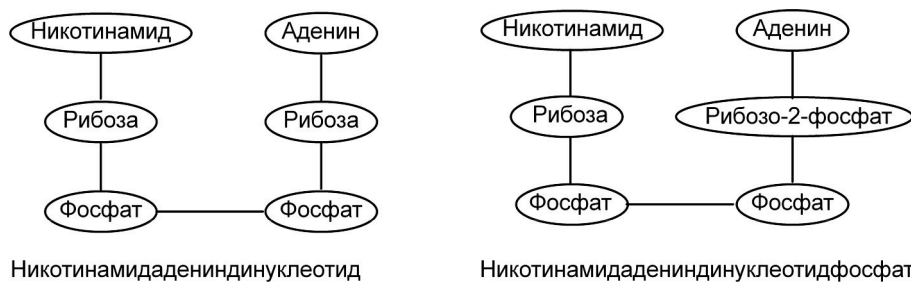 Никотинамид Аденин
Рибоза Рибоза
Фосфат Фосфат
Никотинамидадениндинуклеотид
Никотинамид Аденин
Рибоза Рибозо-2-фосфат
Фосфат Фосфат
Никотинамидадениндинуклеотидфосфат